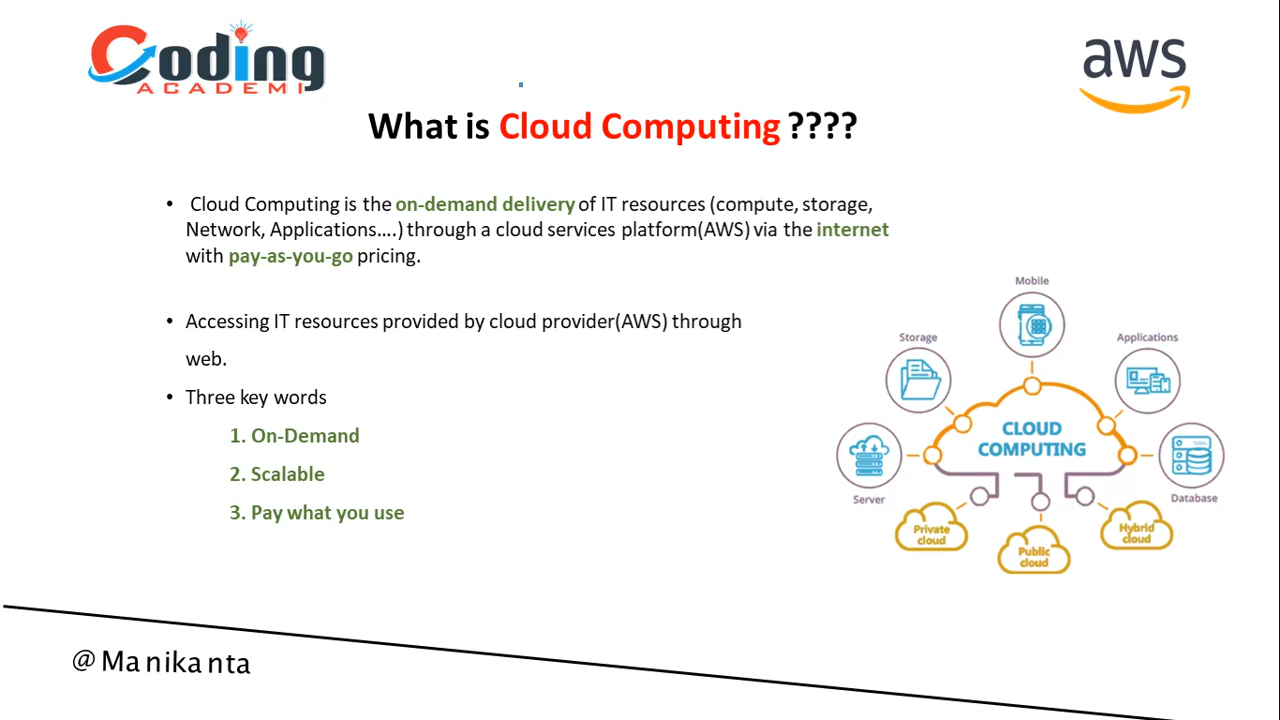 Coding
ACADEMI
aws
What is Cloud Computing ????
• Cloud Computing is the on-demand delivery of IT resources (compute, storage,
Network, Applications....) through a cloud services platform(AWS) via the internet
with pay-as-you-go pricing.
• Accessing IT resources provided by cloud provider(AWS) through
web.
• Three key words
1. On-Demand
2. Scalable
3. Pay what you use
Mobile
Storage
Applications
CLOUD
COMPUTING
Server
Database
Private
cloud
Public
cloud
Hybrid
cloud
@Manikanta